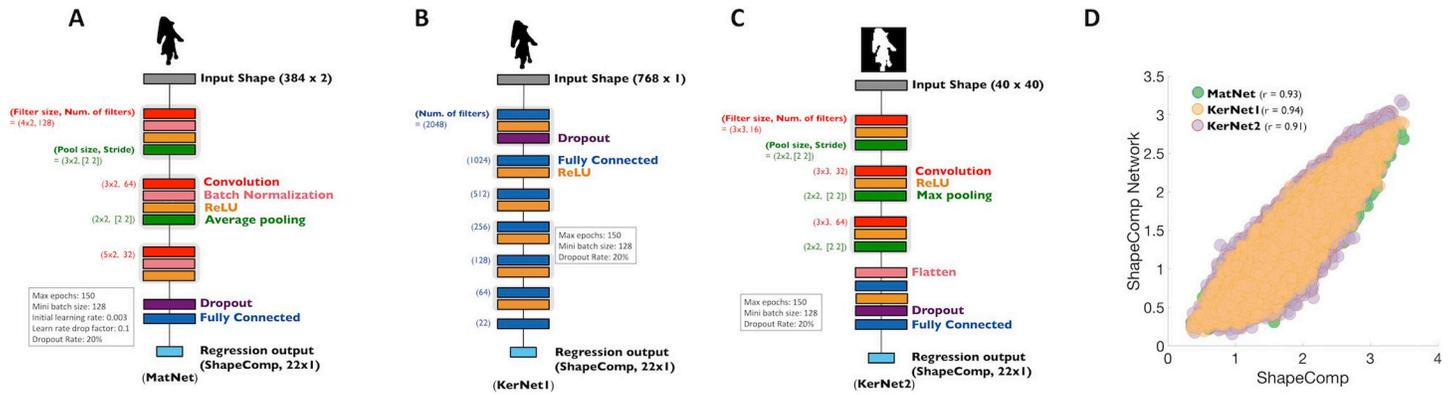 A
Input Shape (384 x 2)
(Filter size, Num. of filters)
= (4x2, 128)
(Pool size, Stride)
= (3x2, [2 2])
(3x2, 64)
Convolution
Batch Normalization
ReLU
(2x2, [2 2])
Average pooling
(5x2, 32)
Max epochs: 150
Mini batch size: 128
Initial learning rate: 0.003
Learn rate drop factor: 0.1
Dropout Rate: 20%
Dropout
Fully Connected
Regression output
(ShapeComp, 22x1)
(MatNet)
B
Input Shape (768 x 1)
(Num. of filters)
= (2048)
Dropout
(1024)
Fully Connected
ReLU
(512)
(256)
Max epochs: 150
Mini batch size: 128
Dropout Rate: 20%
(128)
(64)
(22)
Regression output
(ShapeComp, 22x1)
(KerNet1)
C
Input Shape (40 x 40)
(Filter size, Num. of filters)
= (3x3, 16)
(Pool size, Stride)
= (2x2, [2 2])
(3x3, 32)
Convolution
ReLU
(2x2, [2 2])
Max pooling
(3x3, 64)
(2x2, [2 2])
Flatten
Max epochs: 150
Mini batch size: 128
Dropout Rate: 20%
Dropout
Fully Connected
Regression output
(ShapeComp, 22x1)
(KerNet2)
D
MatNet (r = 0.93)
KerNet1 (r = 0.94)
KerNet2 (r = 0.91)
ShapeComp Network
3.5
3
2.5
2
1.5
1
0.5
0
0
1
2
3
4
ShapeComp